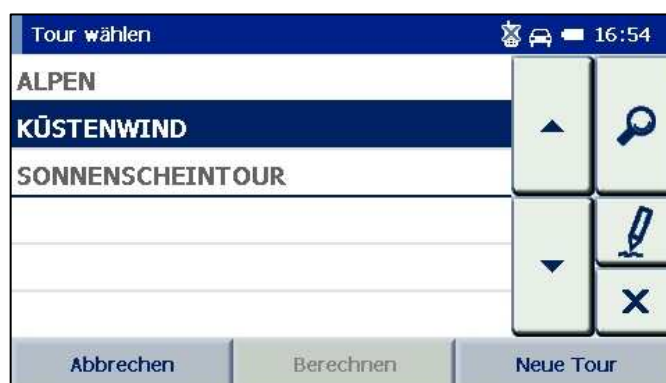 Tour wählen 16:54
ALPEN
KÜSTENWIND
SONNENSCHEINTOUR
Abbrechen Berechnen Neue Tour